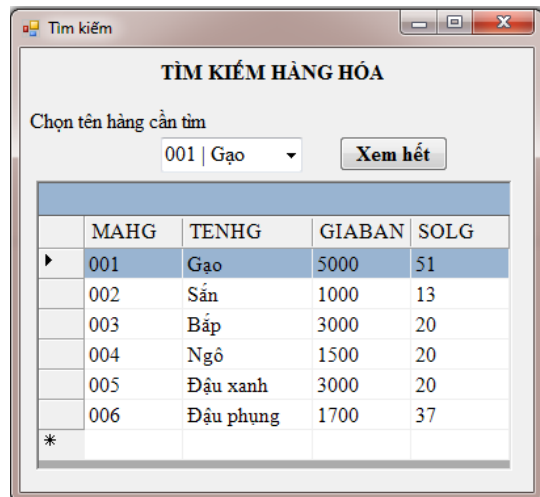 Tìm kiếm
TÌM KIẾM HÀNG HÓA
Chọn tên hàng cần tìm
001 | Gạo Xem hết
MAHG TENHG GIABAN SOLG
001 Gạo 5000 51
002 Sắn 1000 13
003 Bắp 3000 20
004 Ngô 1500 20
005 Đậu xanh 3000 20
006 Đậu phụng 1700 37